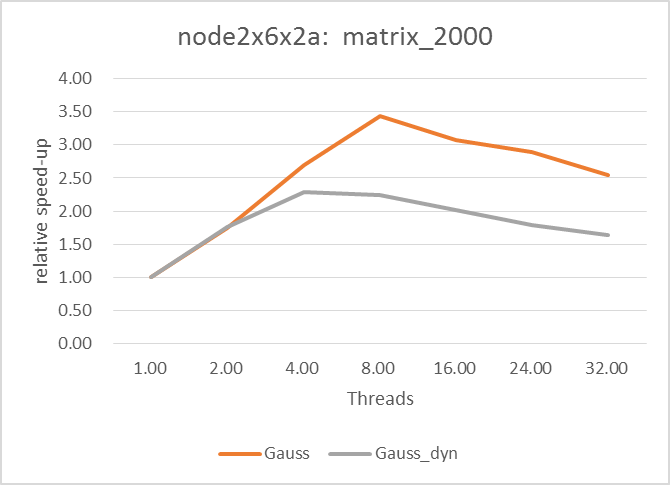 node2x6x2a: matrix_2000
relative speed-up
4.00
3.50
3.00
2.50
2.00
1.50
1.00
0.50
0.00
1.00 2.00 4.00 8.00 16.00 24.00 32.00
Threads
Gauss Gauss_dyn